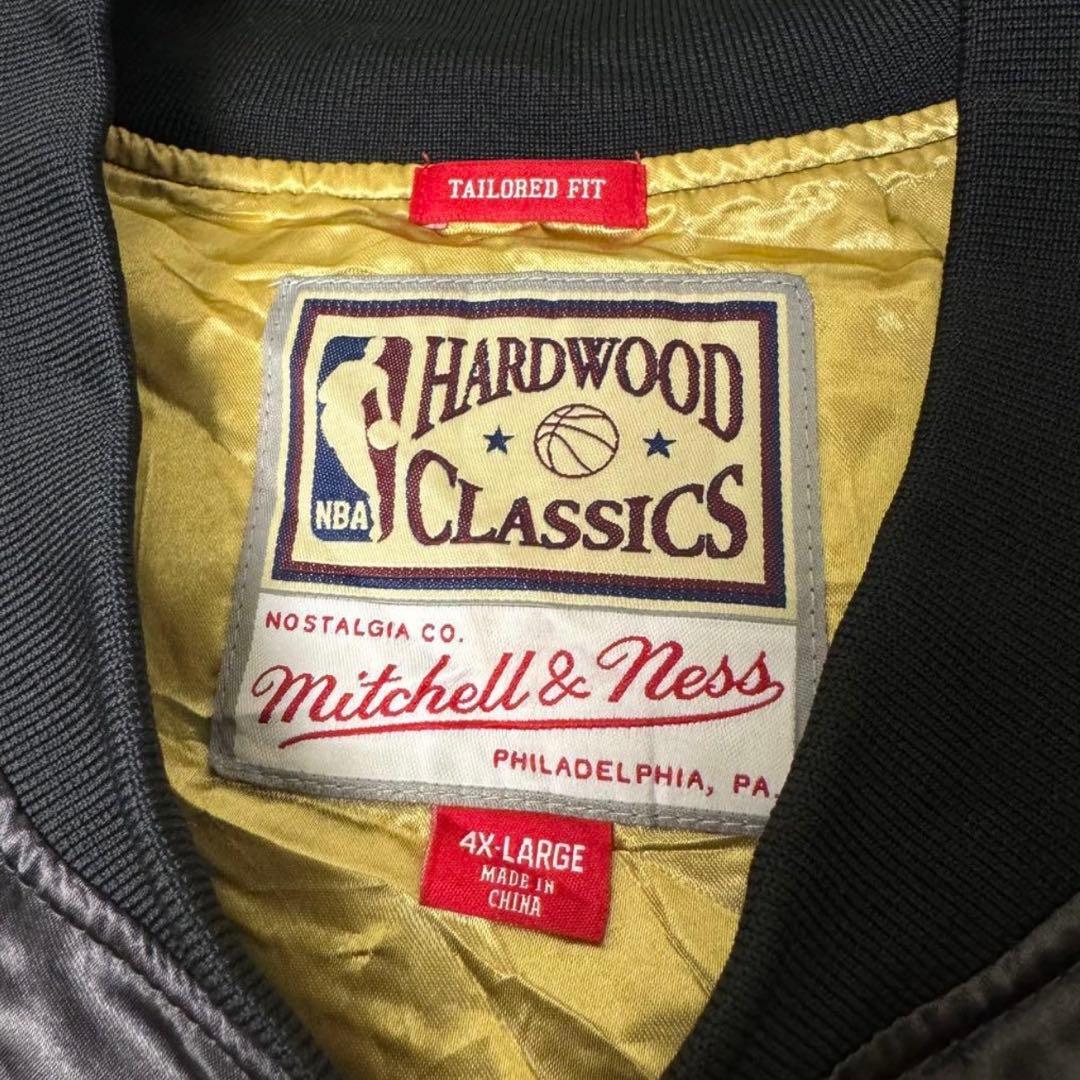 TAILORED FIT
HARDWOOD
CLASSICS
NBA
NOSTALGIA CO.
Mitchell & Ness
PHILADELPHIA, PA.
4X-LARGE
MADE IN
CHINA